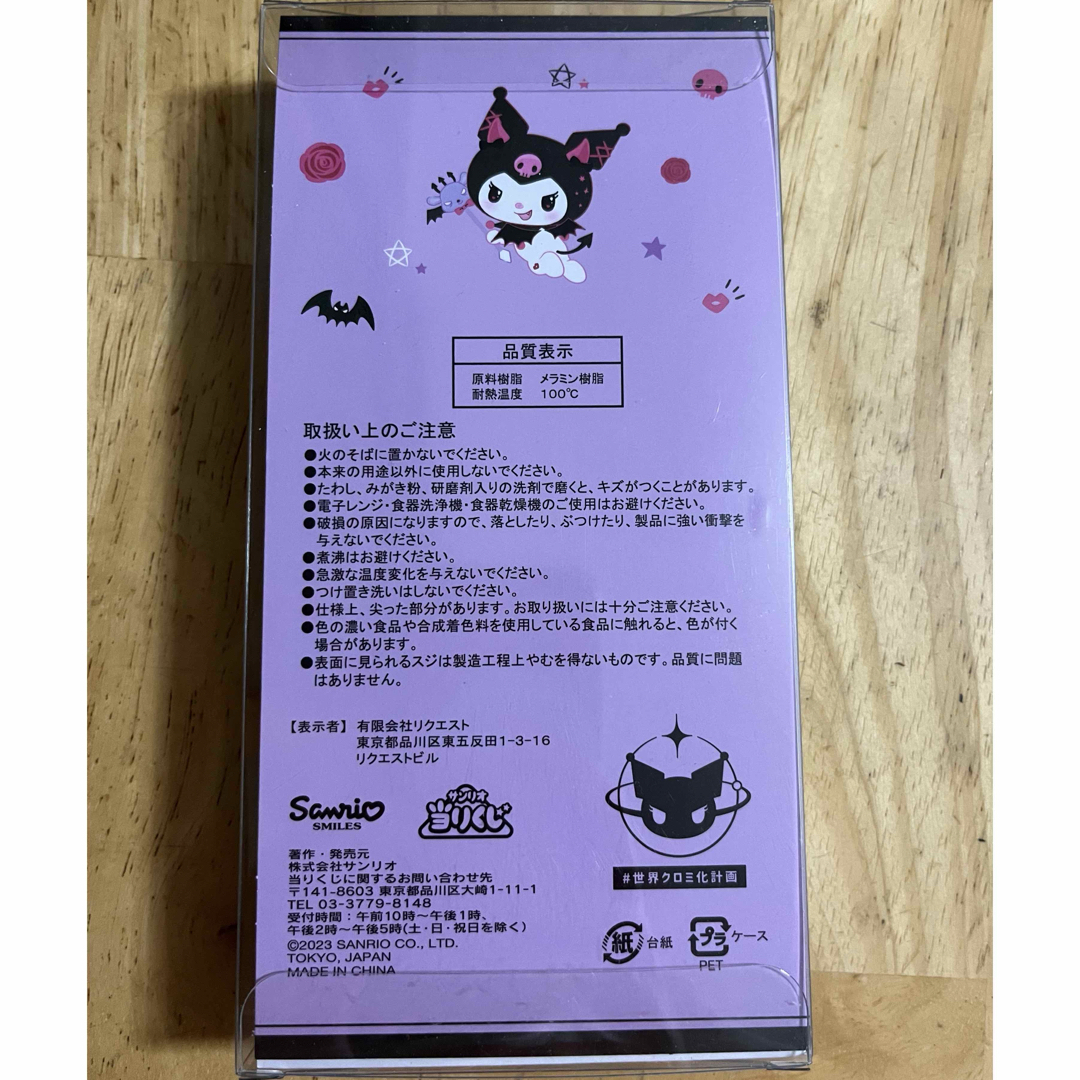 品質表示
原料樹脂 メラミン樹脂
耐熱温度 100℃
取扱い上のご注意
●火のそばに置かないでください。
●本来の用途以外に使用しないでください。
●たわし、みがき粉、研磨剤入りの洗剤で磨くと、キズがつくことがあります。
●電子レンジ・食器洗浄機・食器乾燥機のご使用はお避けください。
●破損の原因になりますので、落としたり、ぶつけたり、製品に強い衝撃を
与えないでください。
●煮沸はお避けください。
●急激な温度変化を与えないでください。
●つけ置き洗いはしないでください。
●仕様上、尖った部分があります。お取り扱いには十分ご注意ください。
●色の濃い食品や合成着色料を使用している食品に触れると、色が付く
場合があります。
●表面に見られるスジは製造工程上やむを得ないものです。品質に問題
はありません。
【表示者】 有限会社リクエスト
東京都品川区東五反田1-3-16
リクエストビル
Sanrio
SMILES
サンリオ
当りくじ
著作・発売元
株式会社サンリオ
当りくじに関するお問い合わせ先
〒141-8603 東京都品川区大崎1-11-1
TEL 03-3779-8148
受付時間：午前10時～午後1時、
午後2時～午後5時(土・日・祝日を除く)
©2023 SANRIO CO., LTD.
TOKYO, JAPAN
MADE IN CHINA
#世界クロミ化計画
紙 台紙
プラ ケース
PET